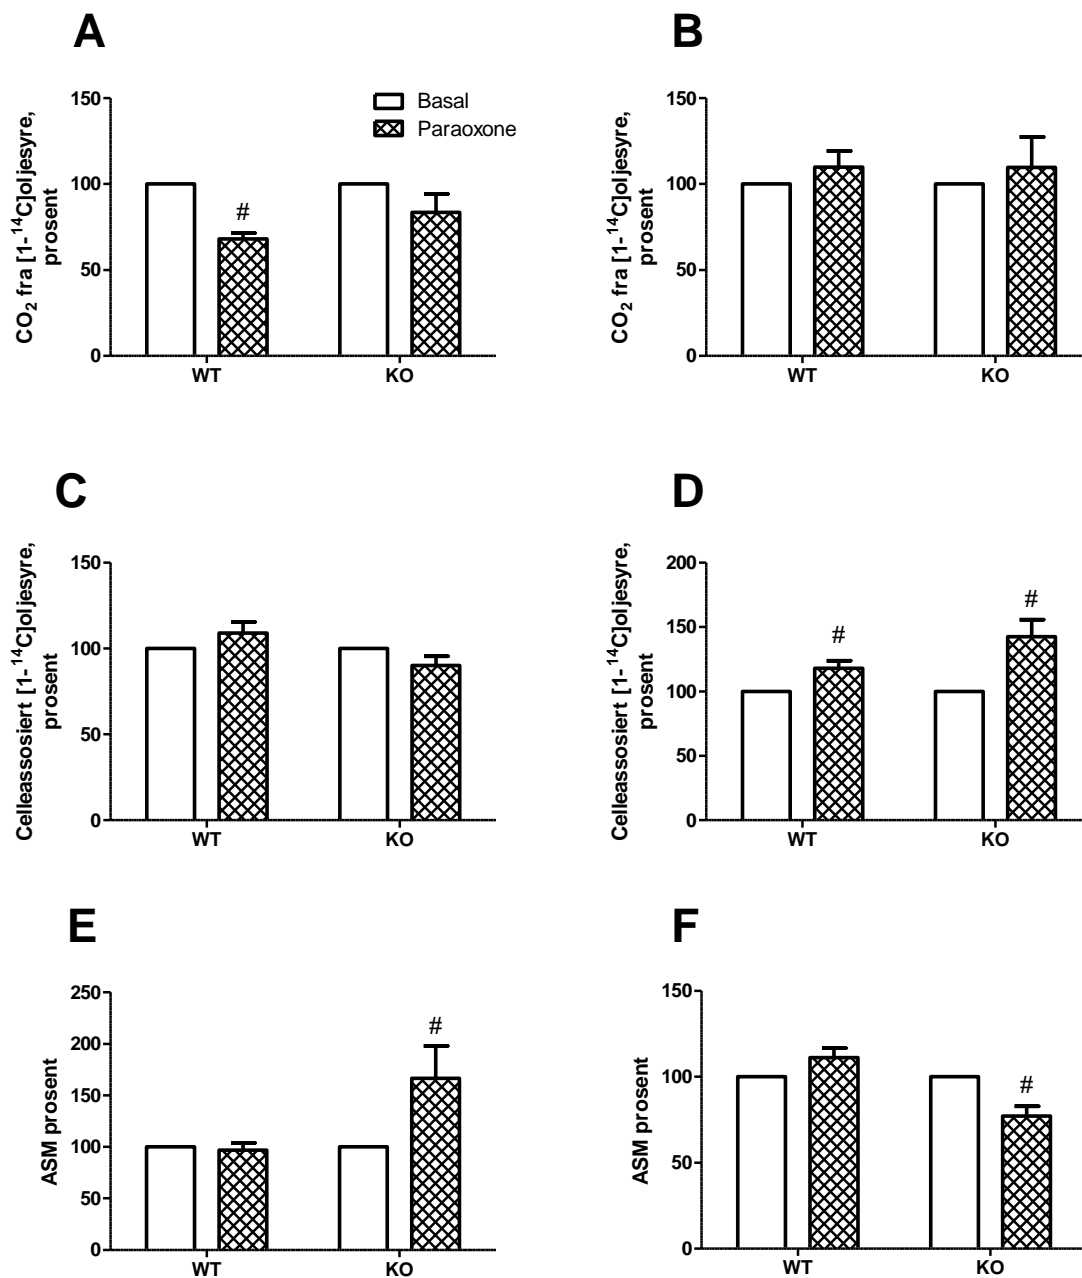 A
CO2 fra [1-14C]oljesyre,
prosent
150
100
50
0
#
WT
KO
Basal
Paraoxone
B
CO2 fra [1-14C]oljesyre,
prosent
150
100
50
0
WT
KO
C
Celleassosiert [1-14C]oljesyre,
prosent
150
100
50
0
WT
KO
D
Celleassosiert [1-14C]oljesyre,
prosent
200
150
100
50
0
#
#
WT
KO
E
ASM prosent
250
200
150
100
50
0
#
WT
KO
F
ASM prosent
150
100
50
0
#
WT
KO